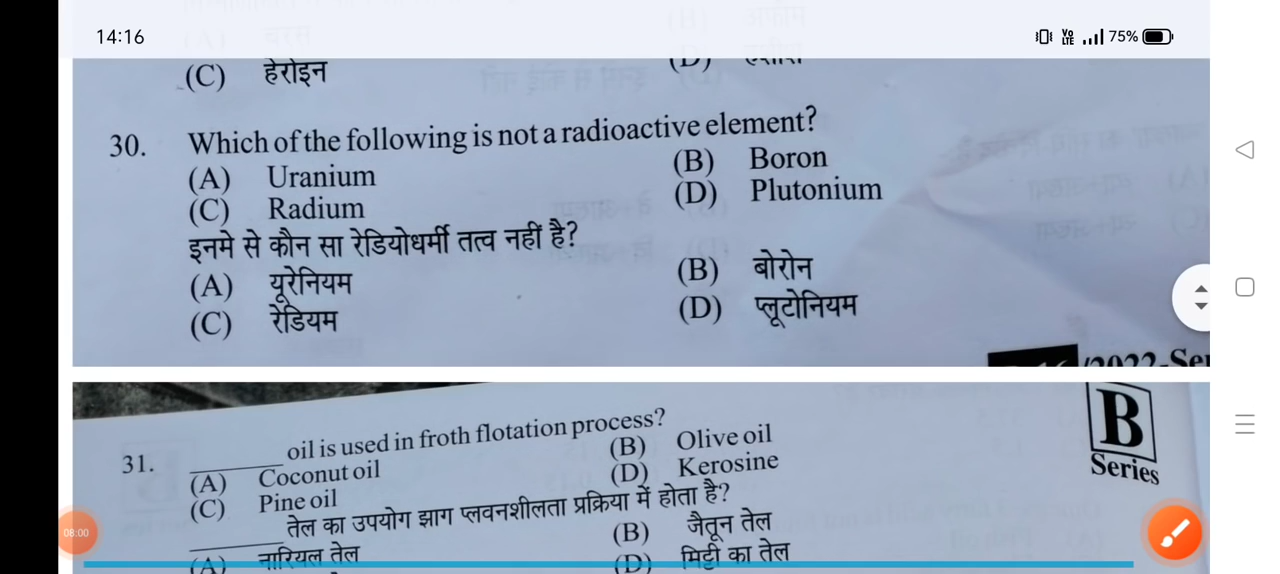 14:16
75%
(C) हेरोइन
30. Which of the following is not a radioactive element?
(A) Uranium (B) Boron
(C) Radium (D) Plutonium
इनमे से कौन सा रेडियोधर्मी तत्व नहीं है?
(A) यूरेनियम (B) बोरोन
(C) रेडियम (D) प्लूटोनियम
B
Series
31. ________ oil is used in froth flotation process?
(A) Coconut oil (B) Olive oil
(C) Pine oil (D) Kerosine
________ तेल का उपयोग झाग प्लवनशीलता प्रक्रिया में होता है?
(A) नारियल तेल (B) जैतून तेल
(D) मिट्टी का तेल
08:00